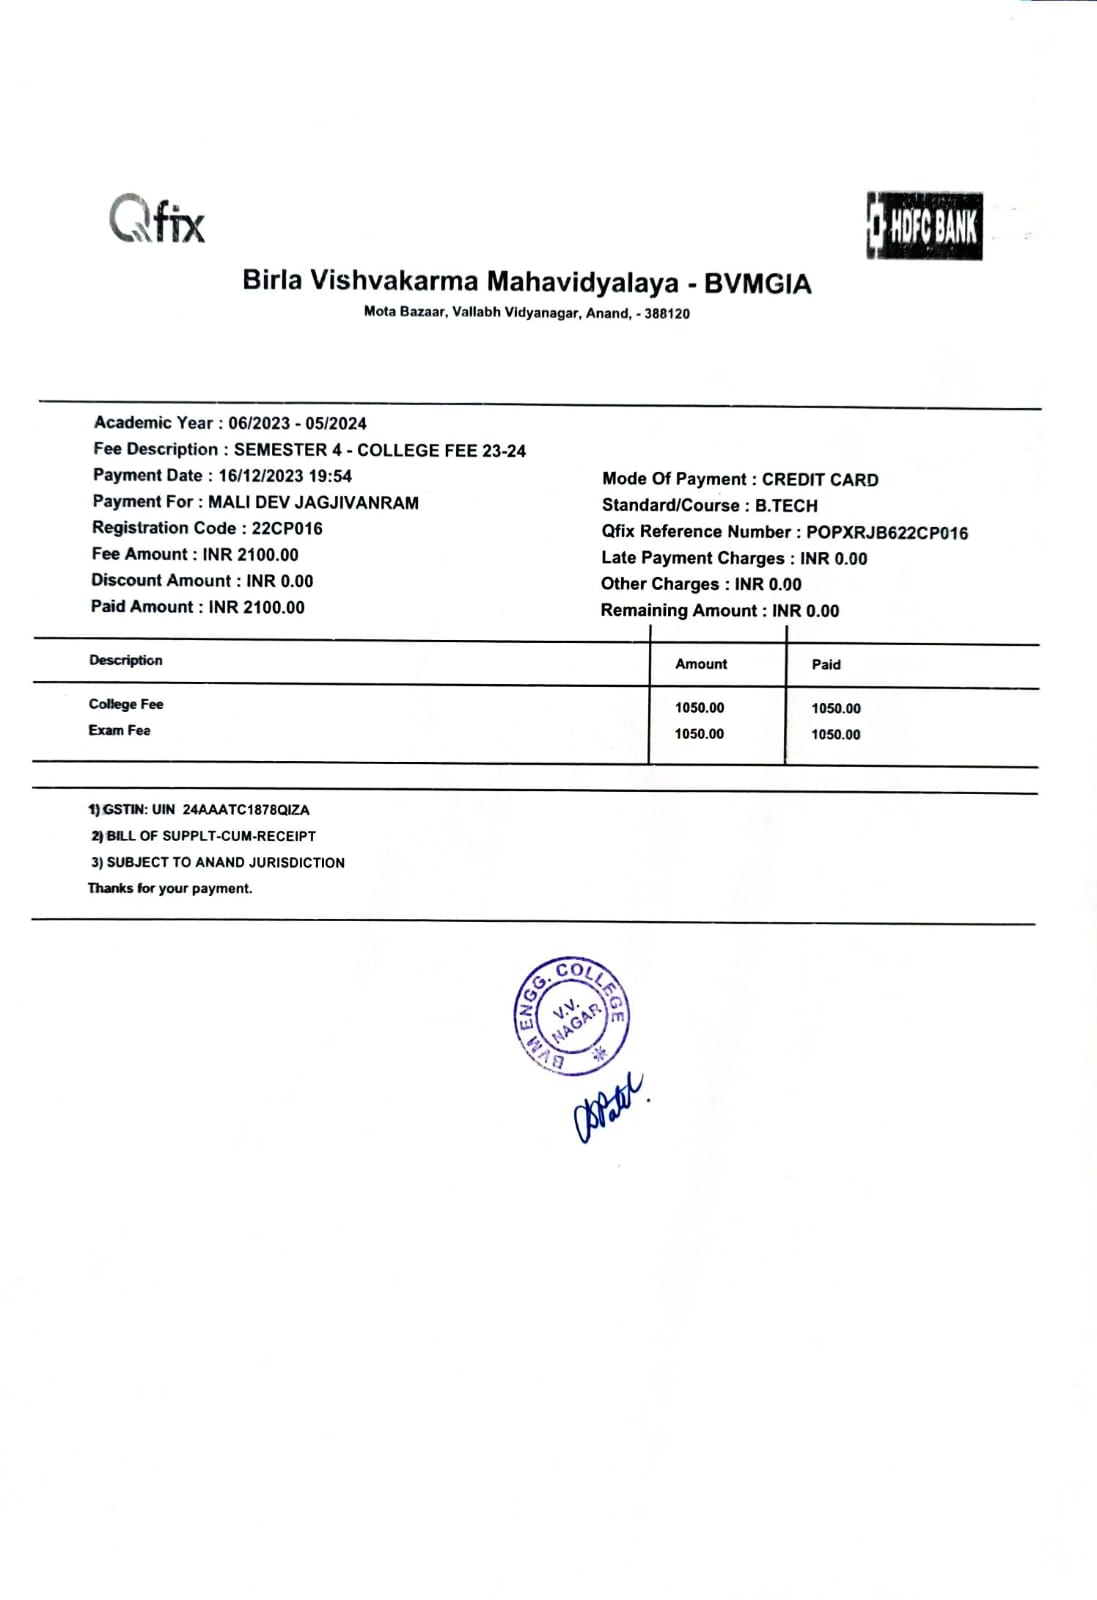 Qfix
HDFC BANK
Birla Vishvakarma Mahavidyalaya - BVMGIA
Mota Bazaar, Vallabh Vidyanagar, Anand, - 388120
Academic Year : 06/2023 - 05/2024
Fee Description : SEMESTER 4 - COLLEGE FEE 23-24
Payment Date : 16/12/2023 19:54
Mode Of Payment : CREDIT CARD
Payment For : MALI DEV JAGJIVANRAM
Standard/Course : B.TECH
Registration Code : 22CP016
Qfix Reference Number : POPXRJB622CP016
Fee Amount : INR 2100.00
Late Payment Charges : INR 0.00
Discount Amount : INR 0.00
Other Charges : INR 0.00
Paid Amount : INR 2100.00
Remaining Amount : INR 0.00
Description Amount Paid
College Fee 1050.00 1050.00
Exam Fee 1050.00 1050.00
1) GSTIN: UIN 24AAATC1878QIZA
2) BILL OF SUPPLT-CUM-RECEIPT
3) SUBJECT TO ANAND JURISDICTION
Thanks for your payment.
BVM ENGG. COLLEGE
V.V.
NAGAR
DSPatel.